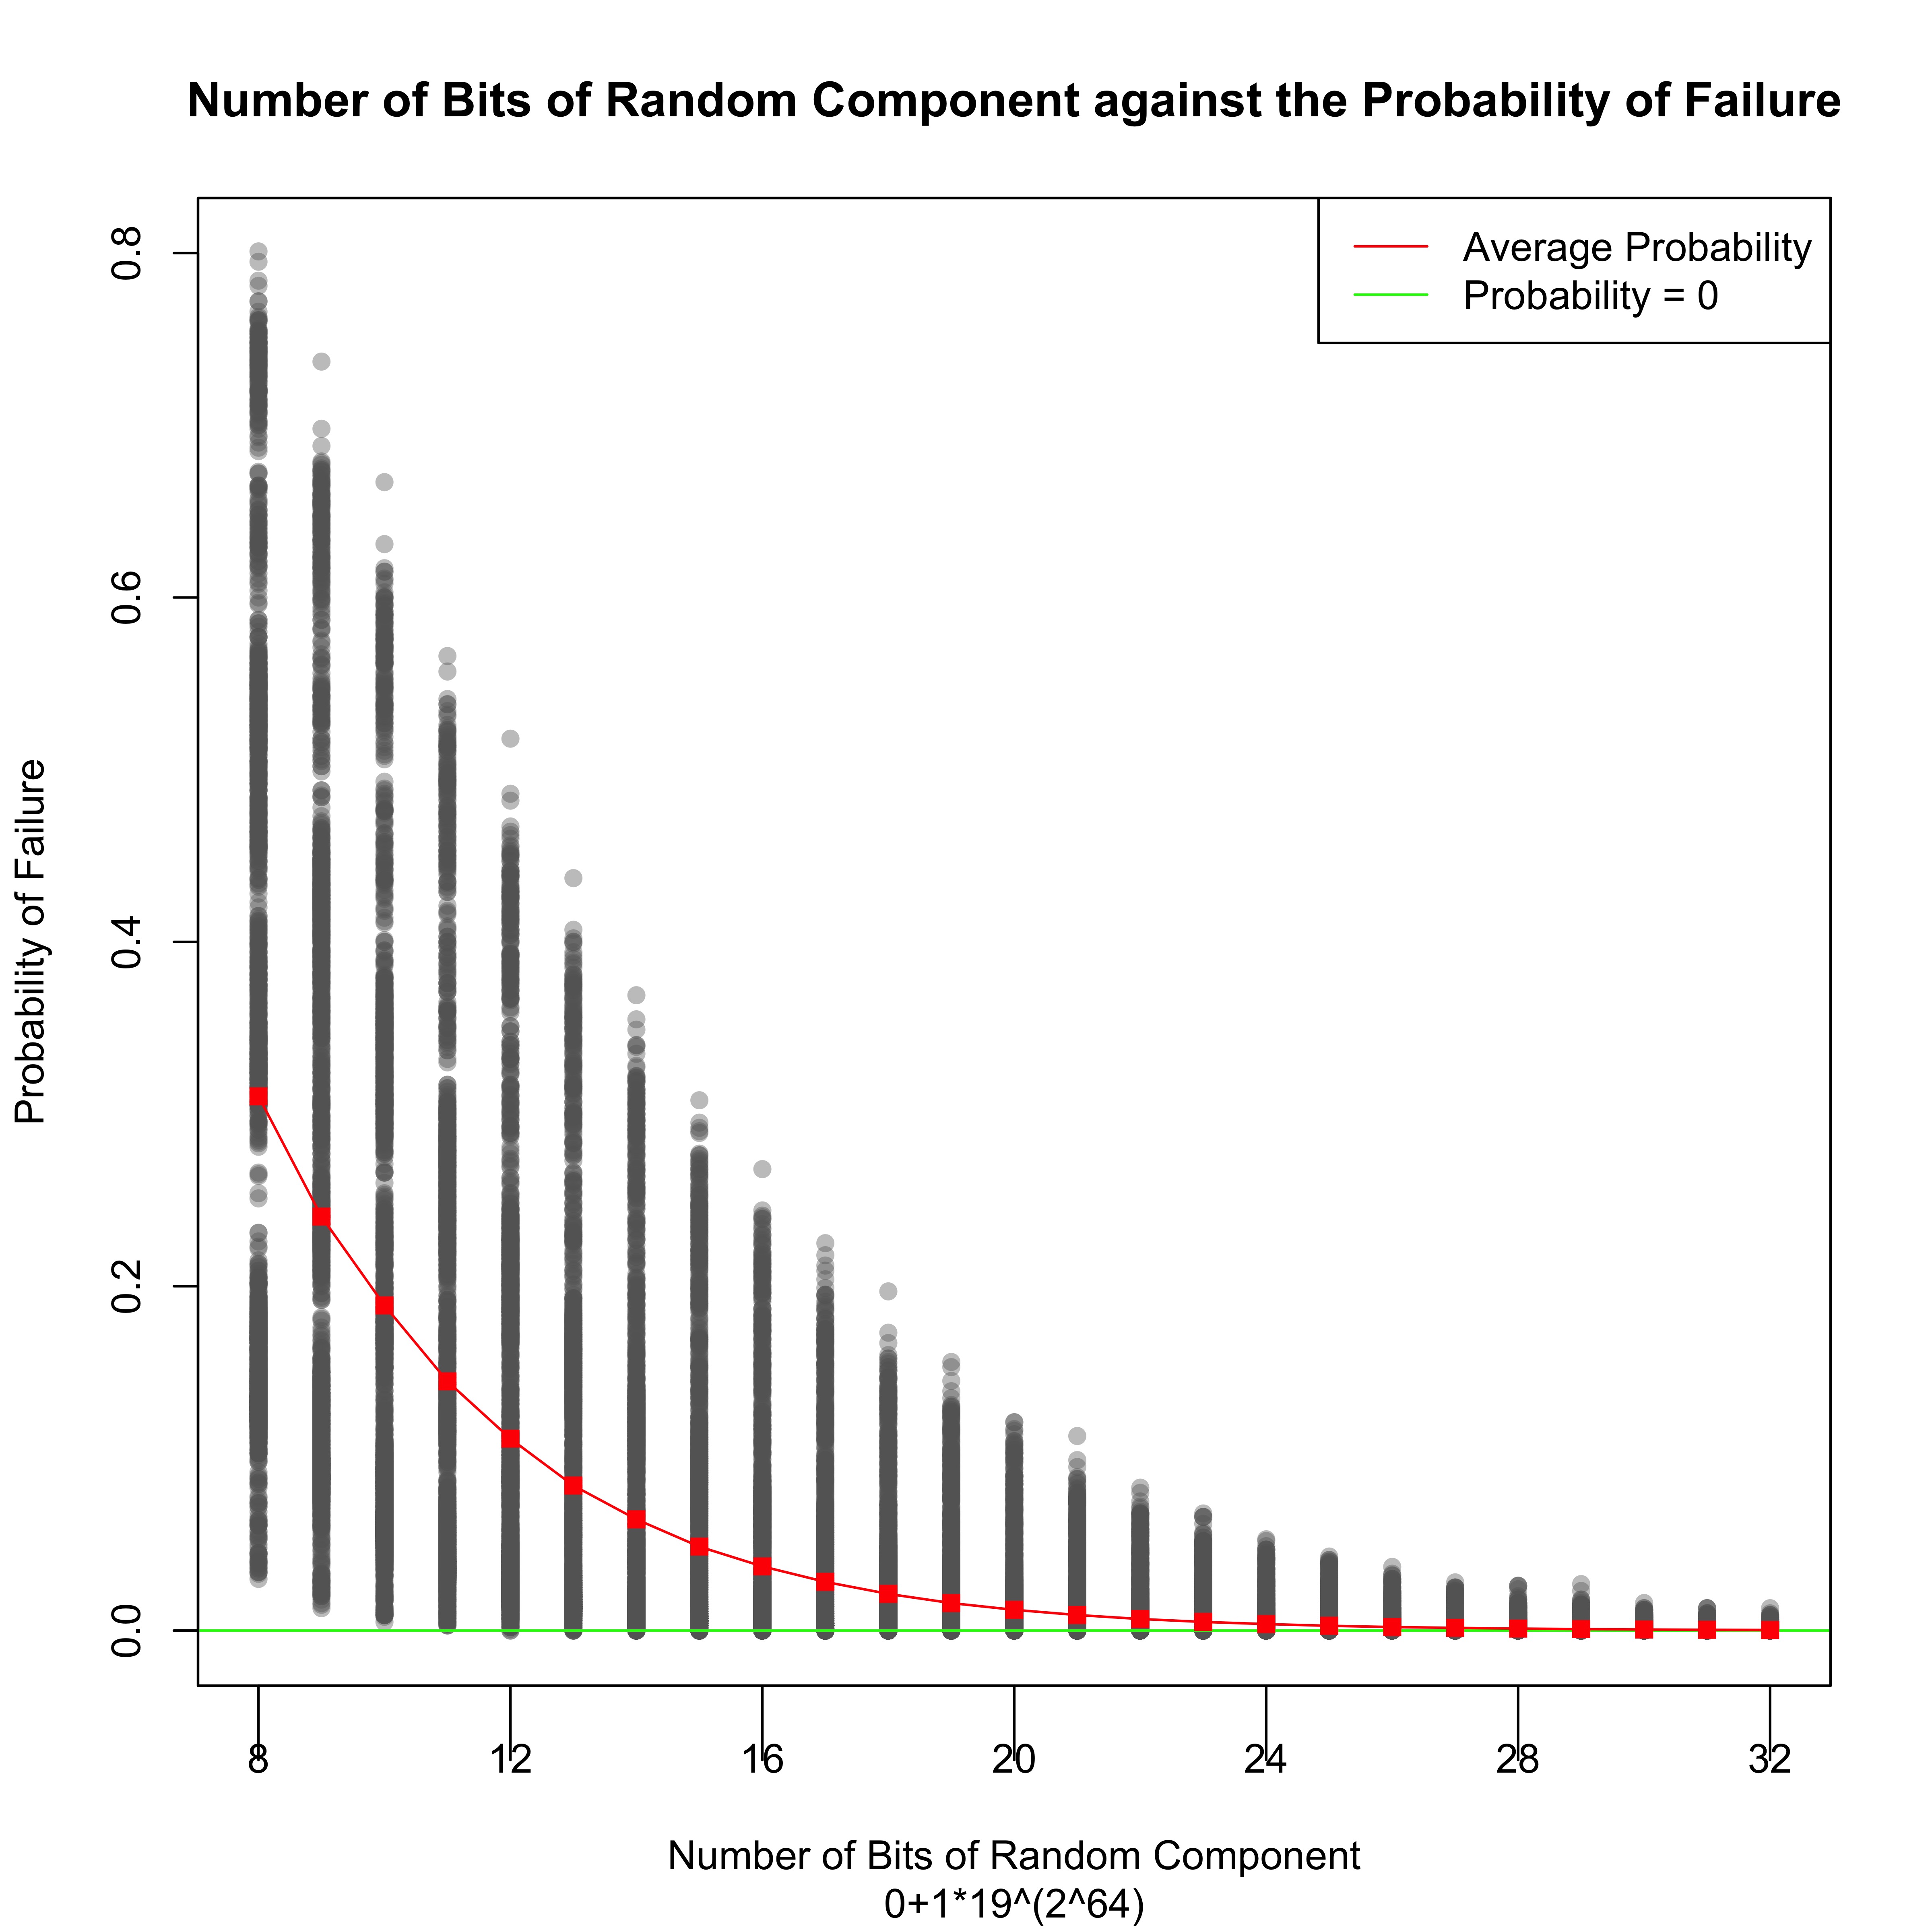 Number of Bits of Random Component against the Probability of Failure
Average Probability
Probability = 0
Probability of Failure
0.8
0.6
0.4
0.2
0.0
8 12 16 20 24 28 32
Number of Bits of Random Component
0+1*19^(2^64)